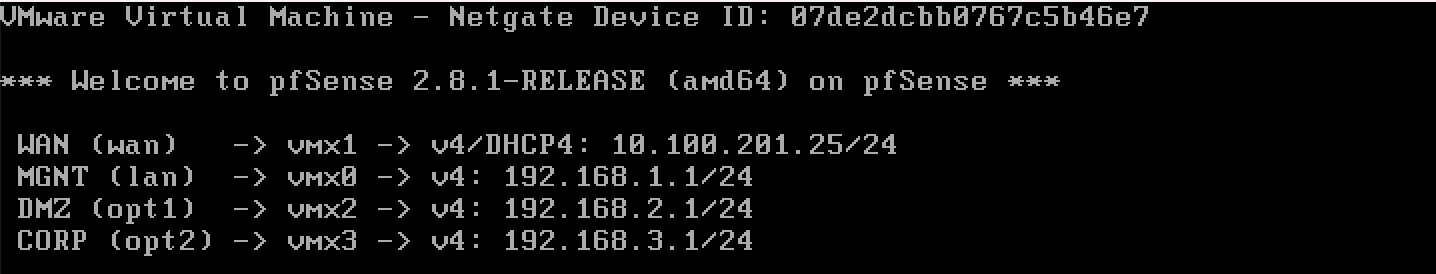 VMware Virtual Machine - Netgate Device ID: 07de2dcbb0767c5b46e7
*** Welcome to pfSense 2.8.1-RELEASE (amd64) on pfSense ***
WAN (wan)   -> vmx1 -> v4/DHCP4: 10.100.201.25/24
MGNT (lan)  -> vmx0 -> v4: 192.168.1.1/24
DMZ (opt1)  -> vmx2 -> v4: 192.168.2.1/24
CORP (opt2) -> vmx3 -> v4: 192.168.3.1/24